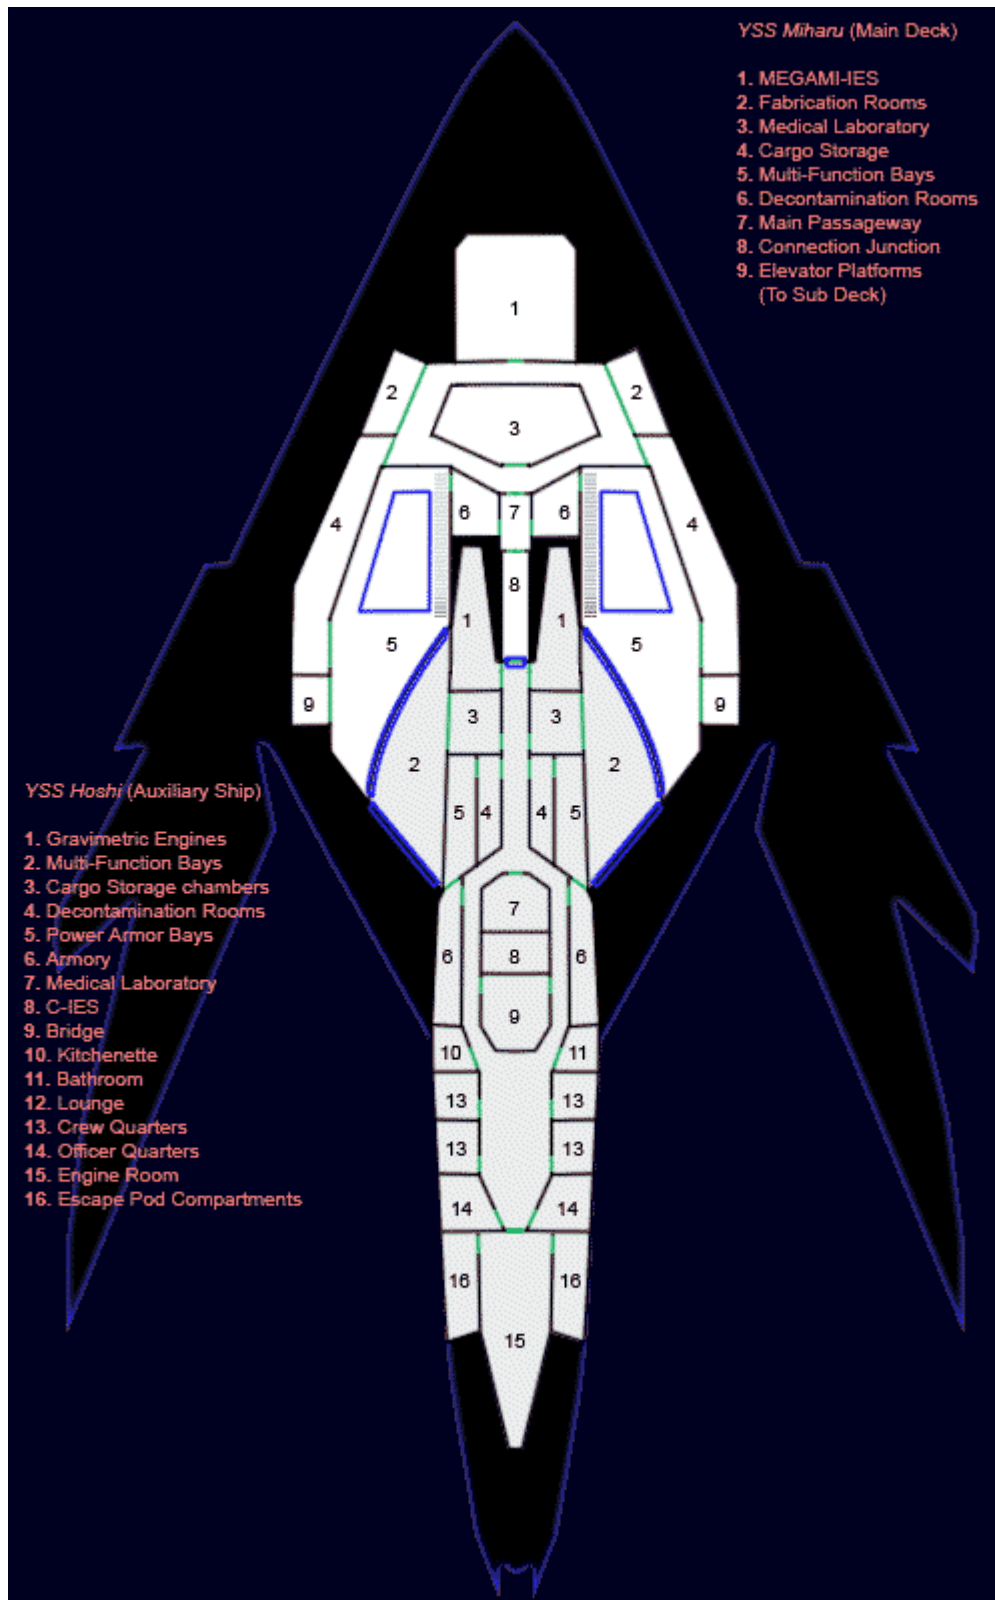 YSS Miharu (Main Deck)
1. MEGAMI-IES
2. Fabrication Rooms
3. Medical Laboratory
4. Cargo Storage
5. Multi-Function Bays
6. Decontamination Rooms
7. Main Passageway
8. Connection Junction
9. Elevator Platforms
(To Sub Deck)
1
2 2
3
4 4
6 7 6
8
1 1
5 5
9 9
3 3
2 2
5 4 4 5
YSS Hoshi (Auxiliary Ship)
1. Gravimetric Engines
2. Multi-Function Bays
3. Cargo Storage chambers
4. Decontamination Rooms
5. Power Armor Bays
6. Armory
7. Medical Laboratory
8. C-IES
9. Bridge
10. Kitchenette
11. Bathroom
12. Lounge
13. Crew Quarters
14. Officer Quarters
15. Engine Room
16. Escape Pod Compartments
7
6 8 6
9
10 11
13 13
13 13
14 14
16 16
15